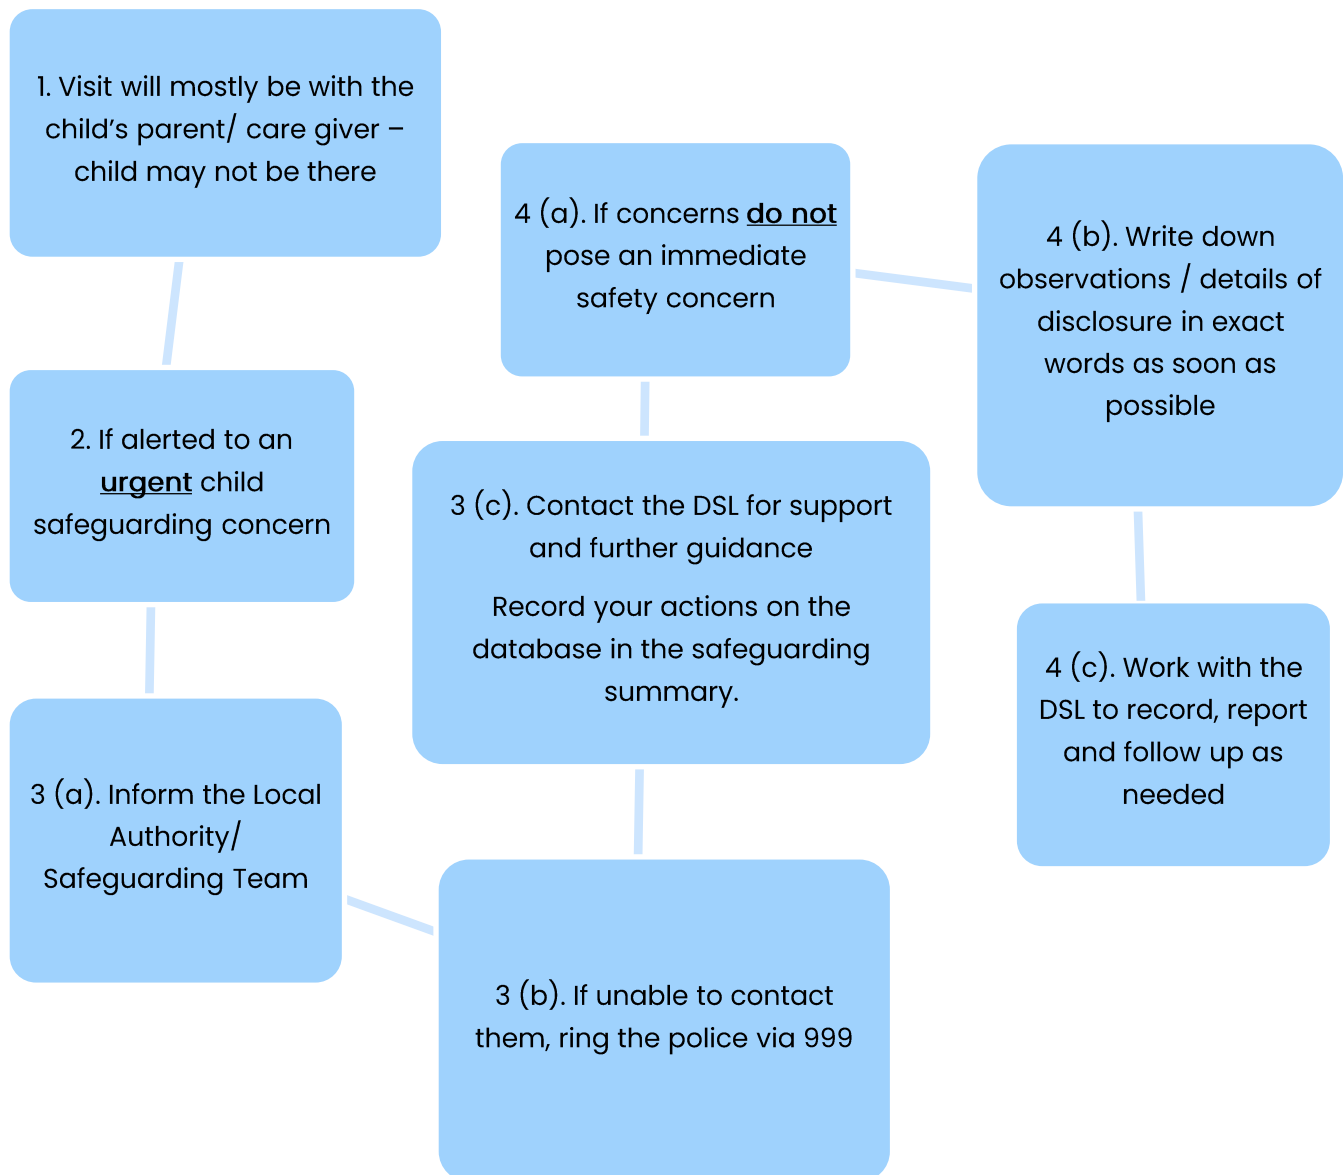 1. Visit will mostly be with the
child’s parent/ care giver –
child may not be there
2. If alerted to an
urgent child
safeguarding concern
3 (a). Inform the Local
Authority/
Safeguarding Team
3 (b). If unable to contact
them, ring the police via 999
3 (c). Contact the DSL for support
and further guidance
Record your actions on the
database in the safeguarding
summary.
4 (a). If concerns do not
pose an immediate
safety concern
4 (b). Write down
observations / details of
disclosure in exact
words as soon as
possible
4 (c). Work with the
DSL to record, report
and follow up as
needed